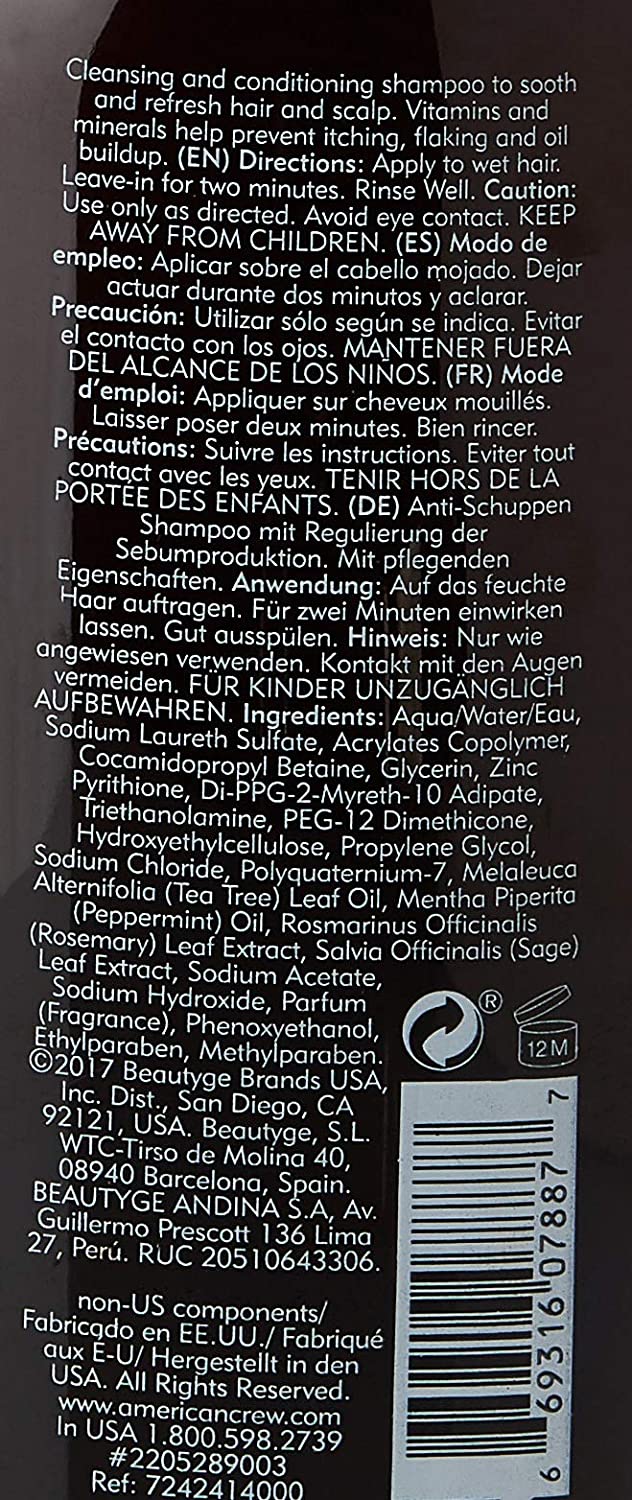 Cleansing and conditioning shampoo to sooth
and refresh hair and scalp. Vitamins and
minerals help prevent itching, flaking and oil
buildup. (EN) Directions: Apply to wet hair.
Leave-in for two minutes. Rinse Well. Caution:
Use only as directed. Avoid eye contact. KEEP
AWAY FROM CHILDREN. (ES) Modo de
empleo: Aplicar sobre el cabello mojado. Dejar
actuar durante dos minutos y aclarar.
Precaución: Utilizar sólo según se indica. Evitar
el contacto con los ojos. MANTENER FUERA
DEL ALCANCE DE LOS NIÑOS. (FR) Mode
d'emploi: Appliquer sur cheveux mouillés.
Laisser poser deux minutes. Bien rincer.
Précautions: Suivre les instructions. Eviter tout
contact avec les yeux. TENIR HORS DE LA
PORTÉE DES ENFANTS. (DE) Anti-Schuppen
Shampoo mit Regulierung der
Sebumproduktion. Mit pflegenden
Eigenschaften. Anwendung: Auf das feuchte
Haar auftragen. Für zwei Minuten einwirken
lassen. Gut ausspülen. Hinweis: Nur wie
angewiesen verwenden. Kontakt mit den Augen
vermeiden. FÜR KINDER UNZUGÄNGLICH
AUFBEWAHREN. Ingredients: Aqua/Water/Eau,
Sodium Laureth Sulfate, Acrylates Copolymer,
Cocamidopropyl Betaine, Glycerin, Zinc
Pyrithione, Di-PPG-2-Myreth-10 Adipate,
Triethanolamine, PEG-12 Dimethicone,
Hydroxyethylcellulose, Propylene Glycol,
Sodium Chloride, Polyquaternium-7, Melaleuca
Alternifolia (Tea Tree) Leaf Oil, Mentha Piperita
(Peppermint) Oil, Rosmarinus Officinalis
(Rosemary) Leaf Extract, Salvia Officinalis (Sage)
Leaf Extract, Sodium Acetate,
Sodium Hydroxide, Parfum
(Fragrance), Phenoxyethanol,
Ethylparaben, Methylparaben.
©2017 Beautyge Brands USA,
Inc. Dist., San Diego, CA
92121, USA. Beautyge, S.L.
WTC-Tirso de Molina 40,
08940 Barcelona, Spain.
BEAUTYGE ANDINA S.A, Av.
Guillermo Prescott 136 Lima
27, Perú. RUC 20510643306.
non-US components/
Fabricado en EE.UU./ Fabriqué
aux E-U/ Hergestellt in den
USA. All Rights Reserved.
www.americancrew.com
In USA 1.800.598.2739
#2205289003
Ref: 7242414000
®
12M
6 69316 07887 7